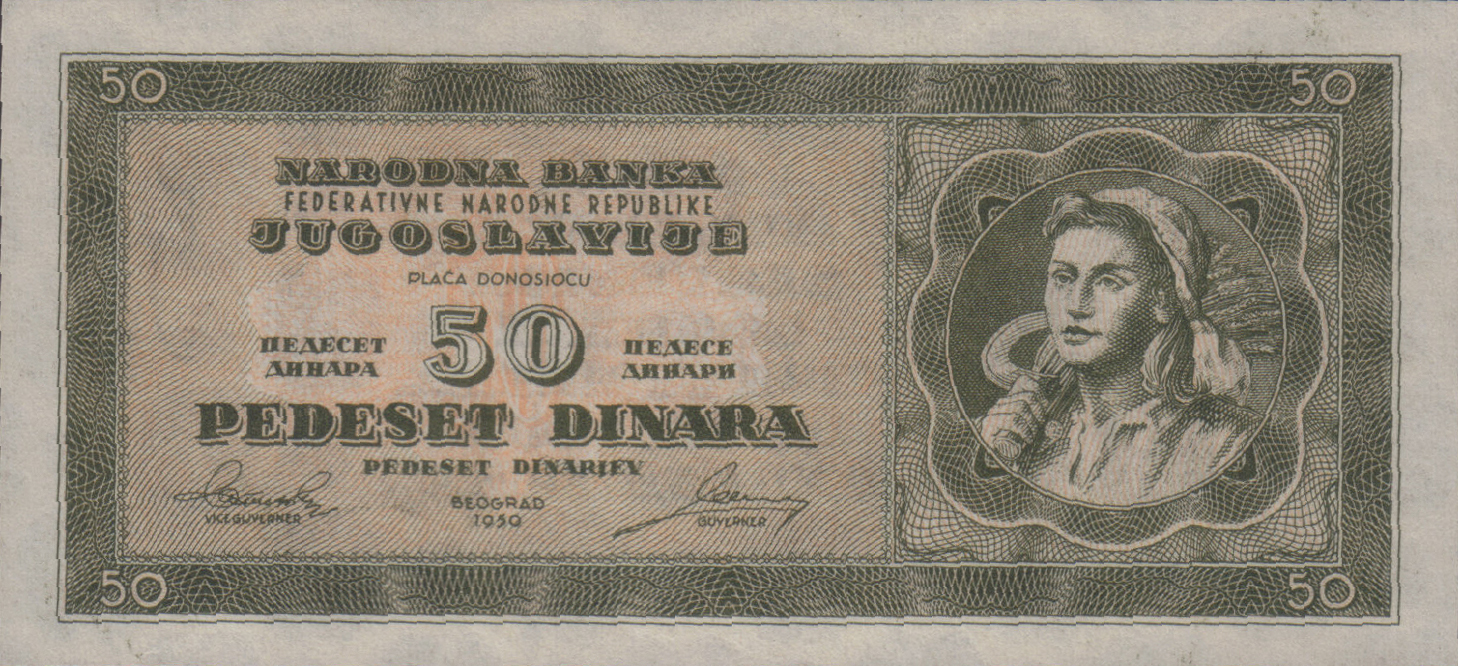 50
50
NARODNA BANKA
FEDERATIVNE NARODNE REPUBLIKE
JUGOSLAVIJE
PLAĆA DONOSIOCU
ПЕДЕСЕТ
ДИНАРА
50
ПЕДЕСЕ
ДИНАРИ
PEDESET DINARA
PEDESET DINARJEV
VICEGUVERNER
BEOGRAD
1950
GUVERNER
50
50